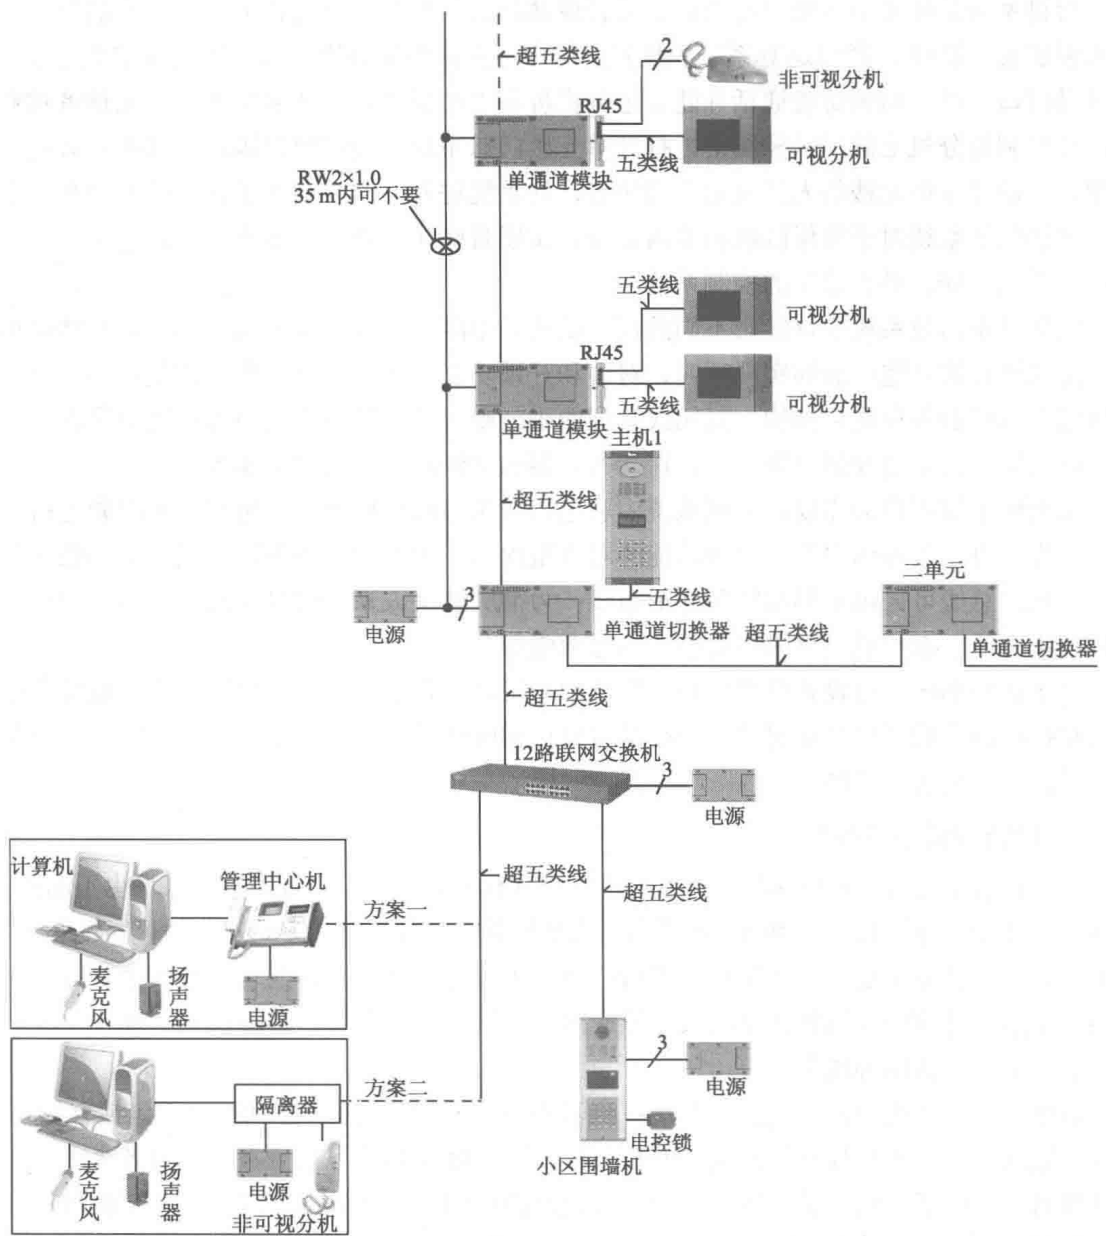 超五类线
2
非可视分机
RJ45
五类线
可视分机
单通道模块
RW2×1.0
35m内可不要
五类线
可视分机
RJ45
五类线
可视分机
单通道模块
主机1
超五类线
二单元
3
五类线
电源
单通道切换器
超五类线
单通道切换器
超五类线
12路联网交换机
3
电源
计算机
管理中心机
超五类线
超五类线
方案一
麦克风
扬声器
电源
3
电源
方案二
隔离器
电控锁
麦克风
扬声器
电源
小区围墙机
非可视分机